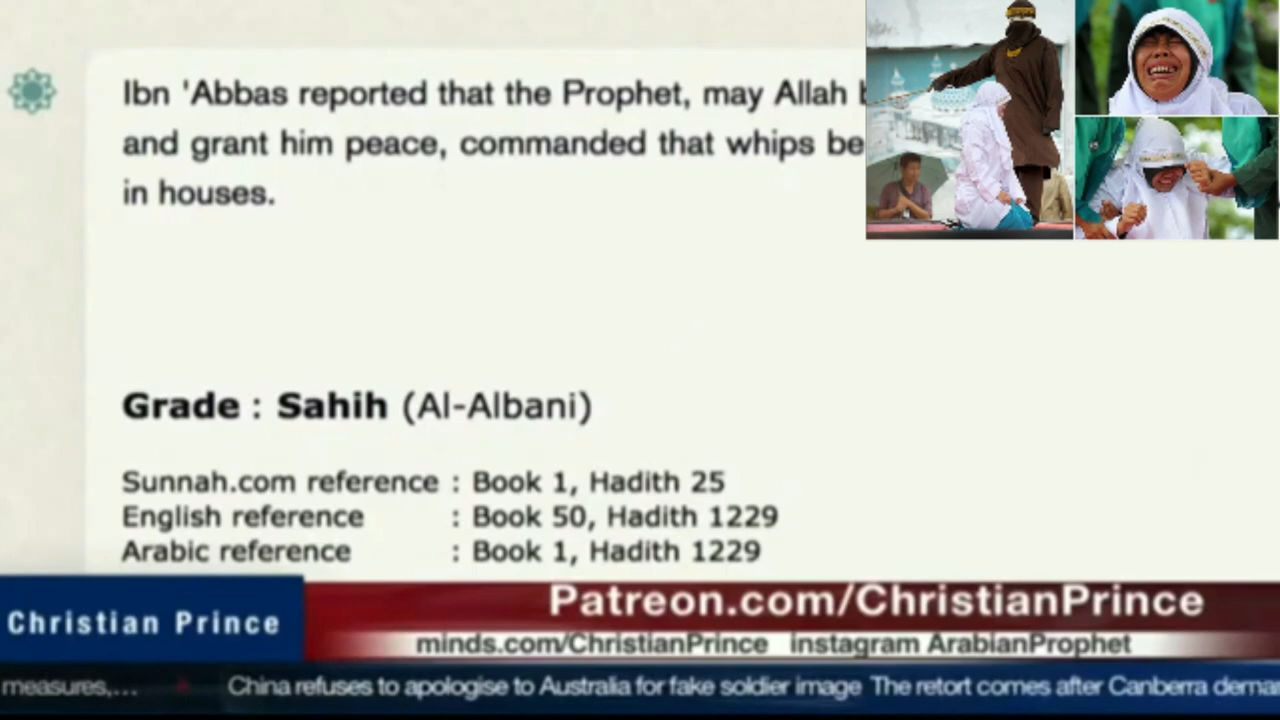 Ibn 'Abbas reported that the Prophet, may Allah
and grant him peace, commanded that whips be
in houses.
Grade : Sahih (Al-Albani)
Sunnah.com reference : Book 1, Hadith 25
English reference : Book 50, Hadith 1229
Arabic reference : Book 1, Hadith 1229
Christian Prince
Patreon.com/ChristianPrince
minds.com/ChristianPrince instagram ArabianProphet
measures,... China refuses to apologise to Australia for fake soldier image The retort comes after Canberra